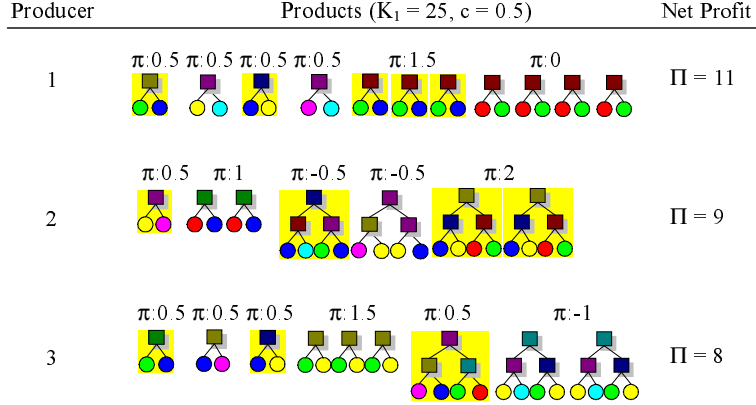 Producer Products (K₁ = 25, c = 0.5) Net Profit
π:0.5 π:0.5 π:0.5 π:0.5 π:1.5 π:0
1 Π = 11
π:0.5 π:1 π:-0.5 π:-0.5 π:2
2 Π = 9
π:0.5 π:0.5 π:0.5 π:1.5 π:0.5 π:-1
3 Π = 8